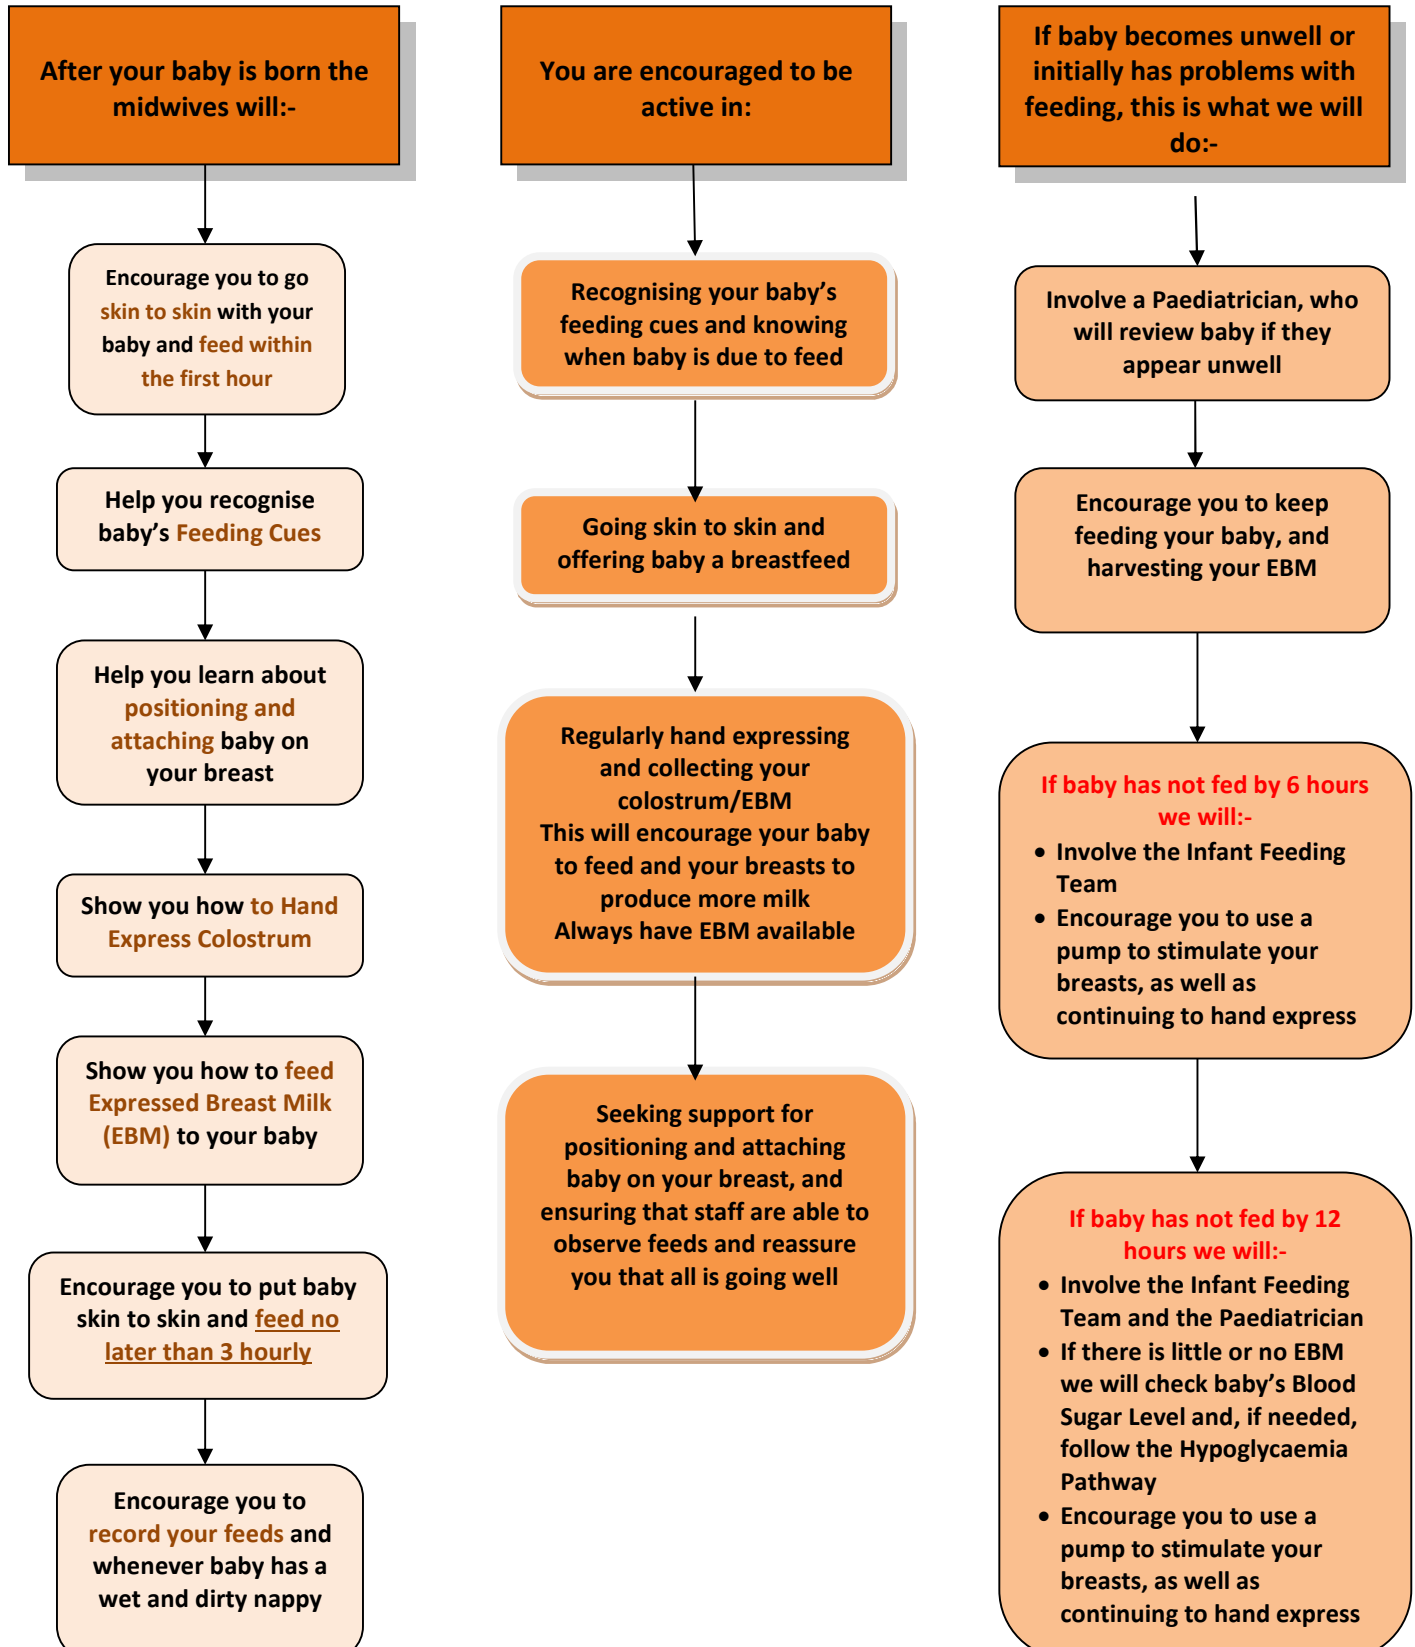 After your baby is born the
midwives will:-
Encourage you to go
skin to skin with your
baby and feed within
the first hour
Help you recognise
baby’s Feeding Cues
Help you learn about
positioning and
attaching baby on
your breast
Show you how to Hand
Express Colostrum
Show you how to feed
Expressed Breast Milk
(EBM) to your baby
Encourage you to put baby
skin to skin and feed no
later than 3 hourly
Encourage you to
record your feeds and
whenever baby has a
wet and dirty nappy
You are encouraged to be
active in:
Recognising your baby’s
feeding cues and knowing
when baby is due to feed
Going skin to skin and
offering baby a breastfeed
Regularly hand expressing
and collecting your
colostrum/EBM
This will encourage your baby
to feed and your breasts to
produce more milk
Always have EBM available
Seeking support for
positioning and attaching
baby on your breast, and
ensuring that staff are able to
observe feeds and reassure
you that all is going well
If baby becomes unwell or
initially has problems with
feeding, this is what we will
do:-
Involve a Paediatrician, who
will review baby if they
appear unwell
Encourage you to keep
feeding your baby, and
harvesting your EBM
If baby has not fed by 6 hours
we will:-
• Involve the Infant Feeding
Team
• Encourage you to use a
pump to stimulate your
breasts, as well as
continuing to hand express
If baby has not fed by 12
hours we will:-
• Involve the Infant Feeding
Team and the Paediatrician
• If there is little or no EBM
we will check baby’s Blood
Sugar Level and, if needed,
follow the Hypoglycaemia
Pathway
• Encourage you to use a
pump to stimulate your
breasts, as well as
continuing to hand express